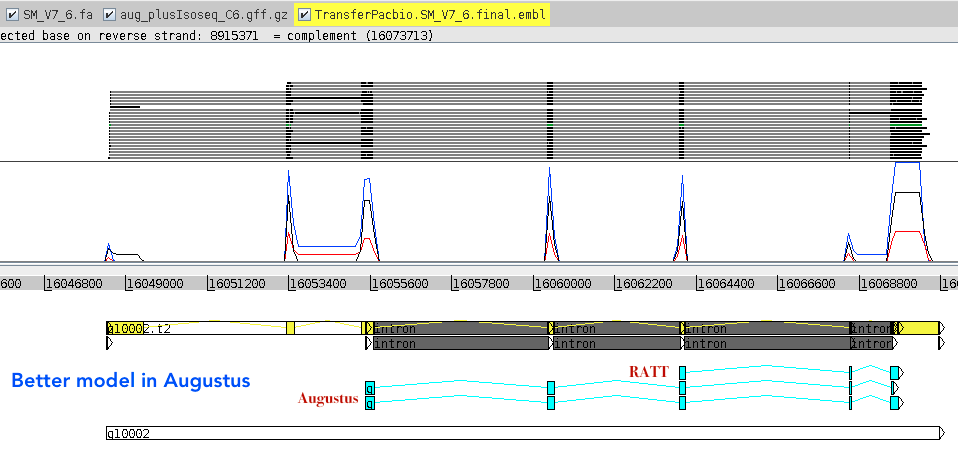 SM_V7_6.fa aug_plusIsoseq_C6.gff.gz TransferPacbio.SM_V7_6.final.embl
ected base on reverse strand: 8915371 = complement (16073713)
600 16046800 16049000 16051200 16053400 16055600 16057800 16060000 16062200 16064400 16066600 16068800 16
g10002.t2 intron intron intron intron
intron intron intron intron
RATT
Better model in Augustus
Augustus
g10002